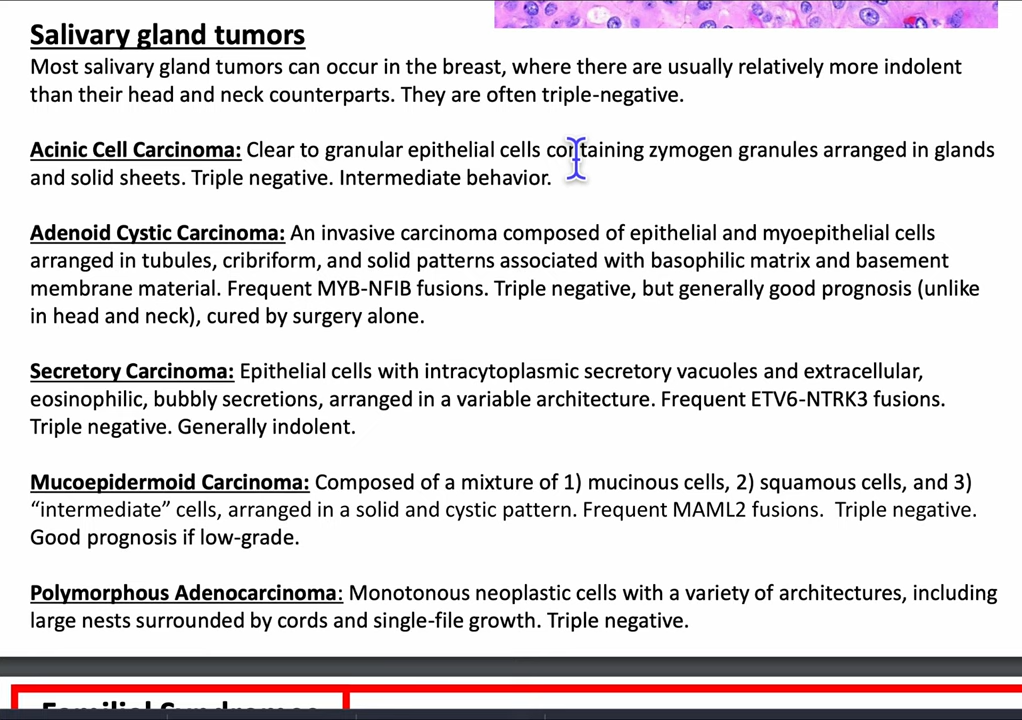 Salivary gland tumors
Most salivary gland tumors can occur in the breast, where there are usually relatively more indolent
than their head and neck counterparts. They are often triple-negative.
Acinic Cell Carcinoma: Clear to granular epithelial cells containing zymogen granules arranged in glands
and solid sheets. Triple negative. Intermediate behavior.
Adenoid Cystic Carcinoma: An invasive carcinoma composed of epithelial and myoepithelial cells
arranged in tubules, cribriform, and solid patterns associated with basophilic matrix and basement
membrane material. Frequent MYB-NFIB fusions. Triple negative, but generally good prognosis (unlike
in head and neck), cured by surgery alone.
Secretory Carcinoma: Epithelial cells with intracytoplasmic secretory vacuoles and extracellular,
eosinophilic, bubbly secretions, arranged in a variable architecture. Frequent ETV6-NTRK3 fusions.
Triple negative. Generally indolent.
Mucoepidermoid Carcinoma: Composed of a mixture of 1) mucinous cells, 2) squamous cells, and 3)
“intermediate” cells, arranged in a solid and cystic pattern. Frequent MAML2 fusions.  Triple negative.
Good prognosis if low-grade.
Polymorphous Adenocarcinoma: Monotonous neoplastic cells with a variety of architectures, including
large nests surrounded by cords and single-file growth. Triple negative.
Familial Syndromes